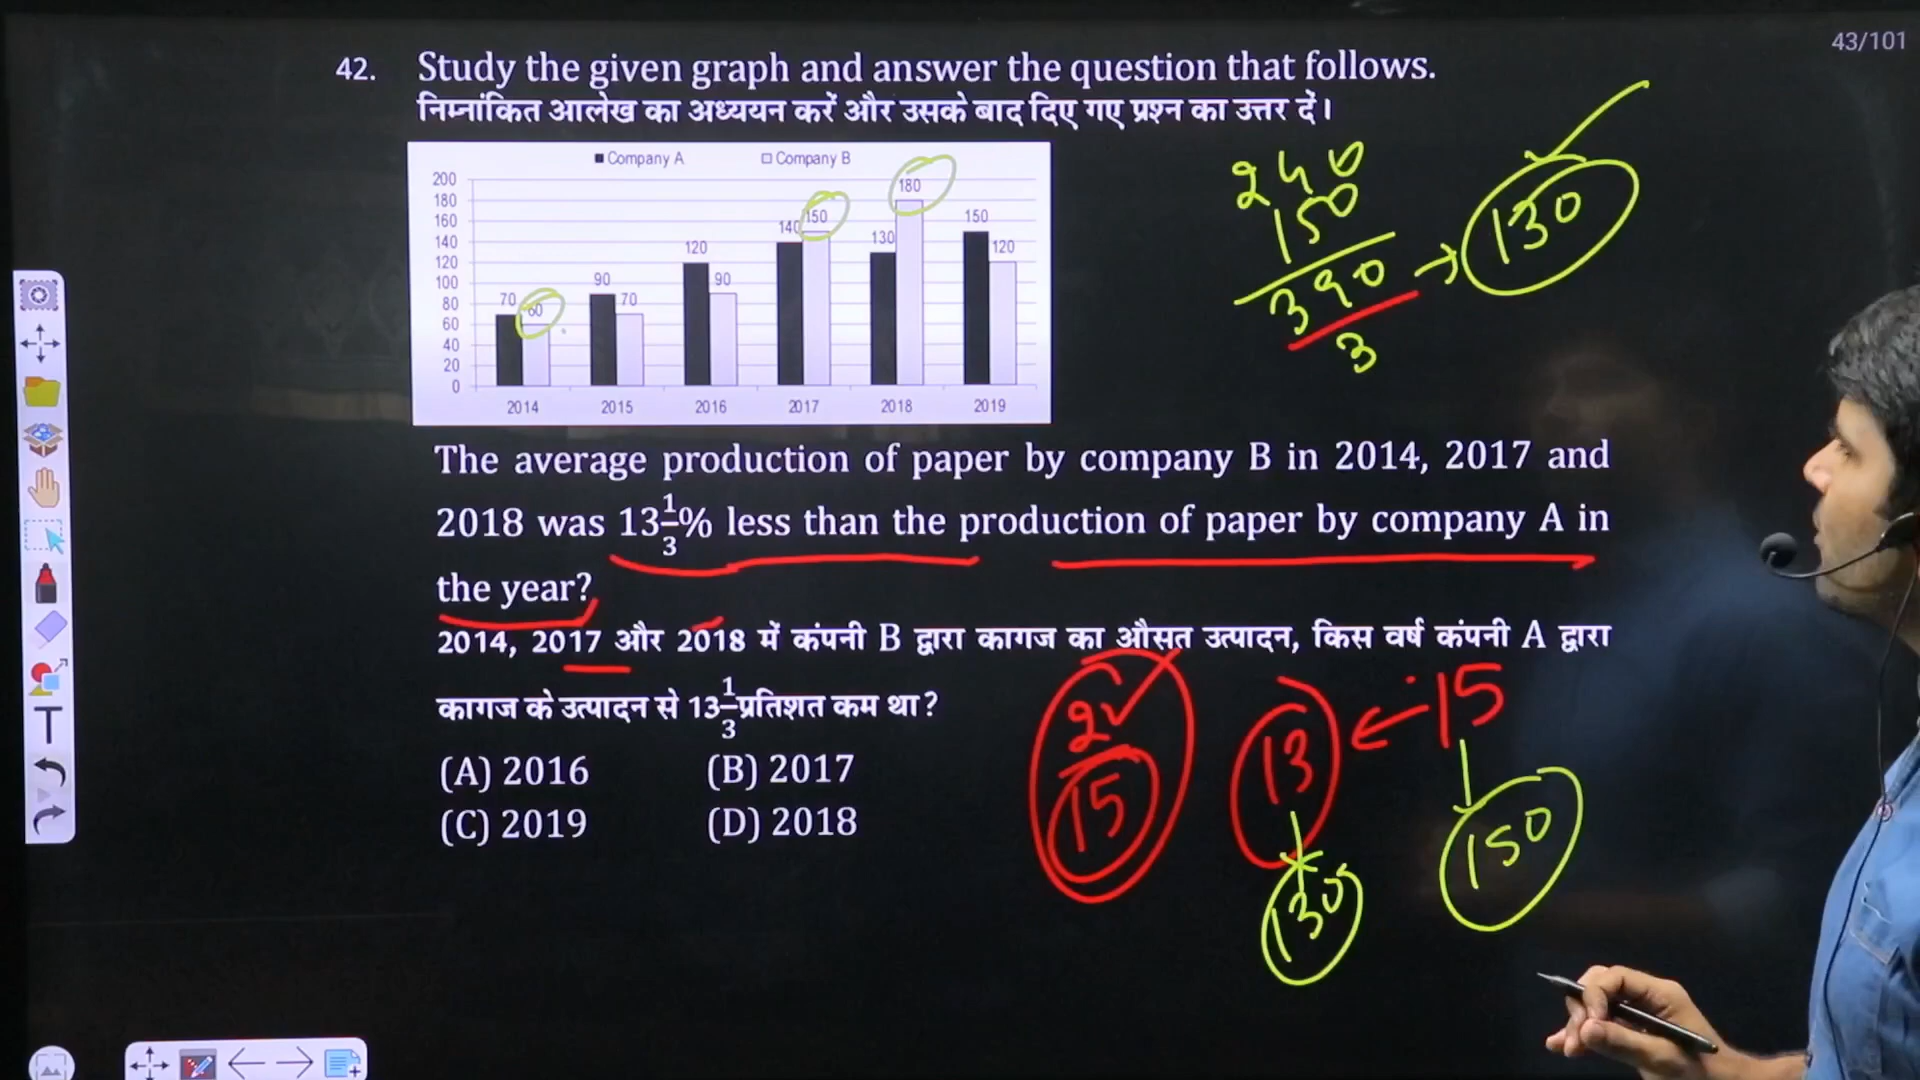 43/101
42. Study the given graph and answer the question that follows.
निम्नांकित आलेख का अध्ययन करें और उसके बाद दिए गए प्रश्न का उत्तर दें।
Company A Company B
200
180
160
140
120
100
80
60
40
20
0
70 60 90 70 120 90 140 150 130 180 150 120
2014 2015 2016 2017 2018 2019
240
150
390 → 130
3
The average production of paper by company B in 2014, 2017 and
2018 was 13 1/3% less than the production of paper by company A in
the year?
2014, 2017 और 2018 में कंपनी B द्वारा कागज का औसत उत्पादन, किस वर्ष कंपनी A द्वारा
कागज के उत्पादन से 13 1/3 प्रतिशत कम था?
(A) 2016 (B) 2017
(C) 2019 (D) 2018
2
15
13 ← 15
130 150
T